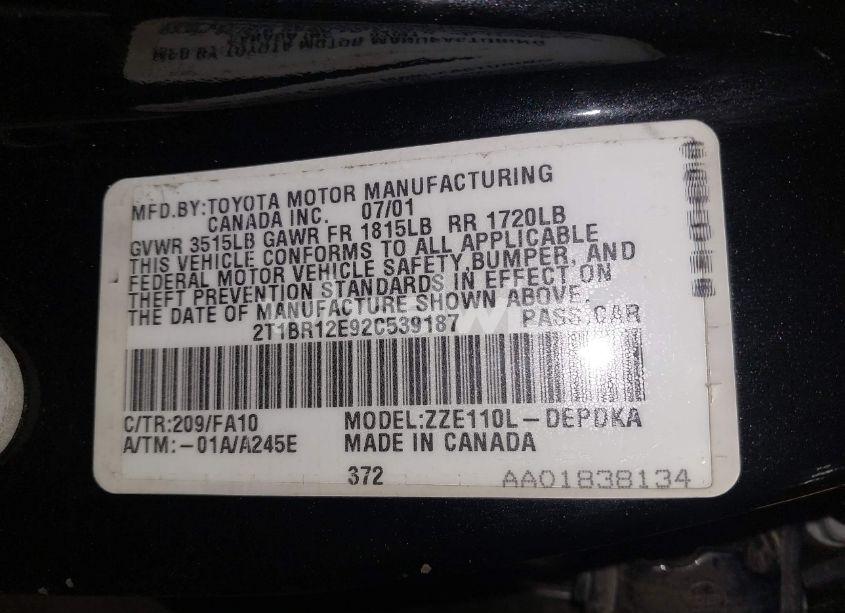 MFD.BY:TOYOTA MOTOR MANUFACTURING
CANADA INC. 07/01
GVWR 3515LB GAWR FR 1815LB RR 1720LB
THIS VEHICLE CONFORMS TO ALL APPLICABLE
FEDERAL MOTOR VEHICLE SAFETY,BUMPER, AND
THEFT PREVENTION STANDARDS IN EFFECT ON
THE DATE OF MANUFACTURE SHOWN ABOVE.
2T1BR12E92C539187 PASS.CAR
C/TR:209/FA10 MODEL:ZZE110L-DEPDKA
A/TM:-01A/A245E MADE IN CANADA
372 AA01838134